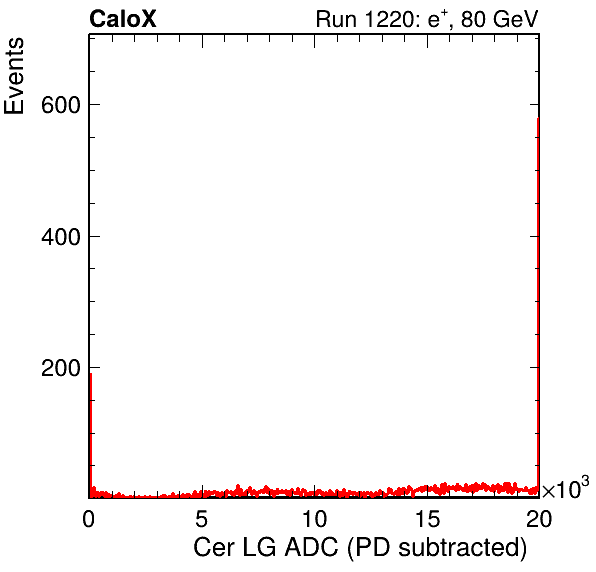 CaloX Run 1220: e⁺, 80 GeV
Events
600
400
200
0 5 10 15 20
×10³
Cer LG ADC (PD subtracted)